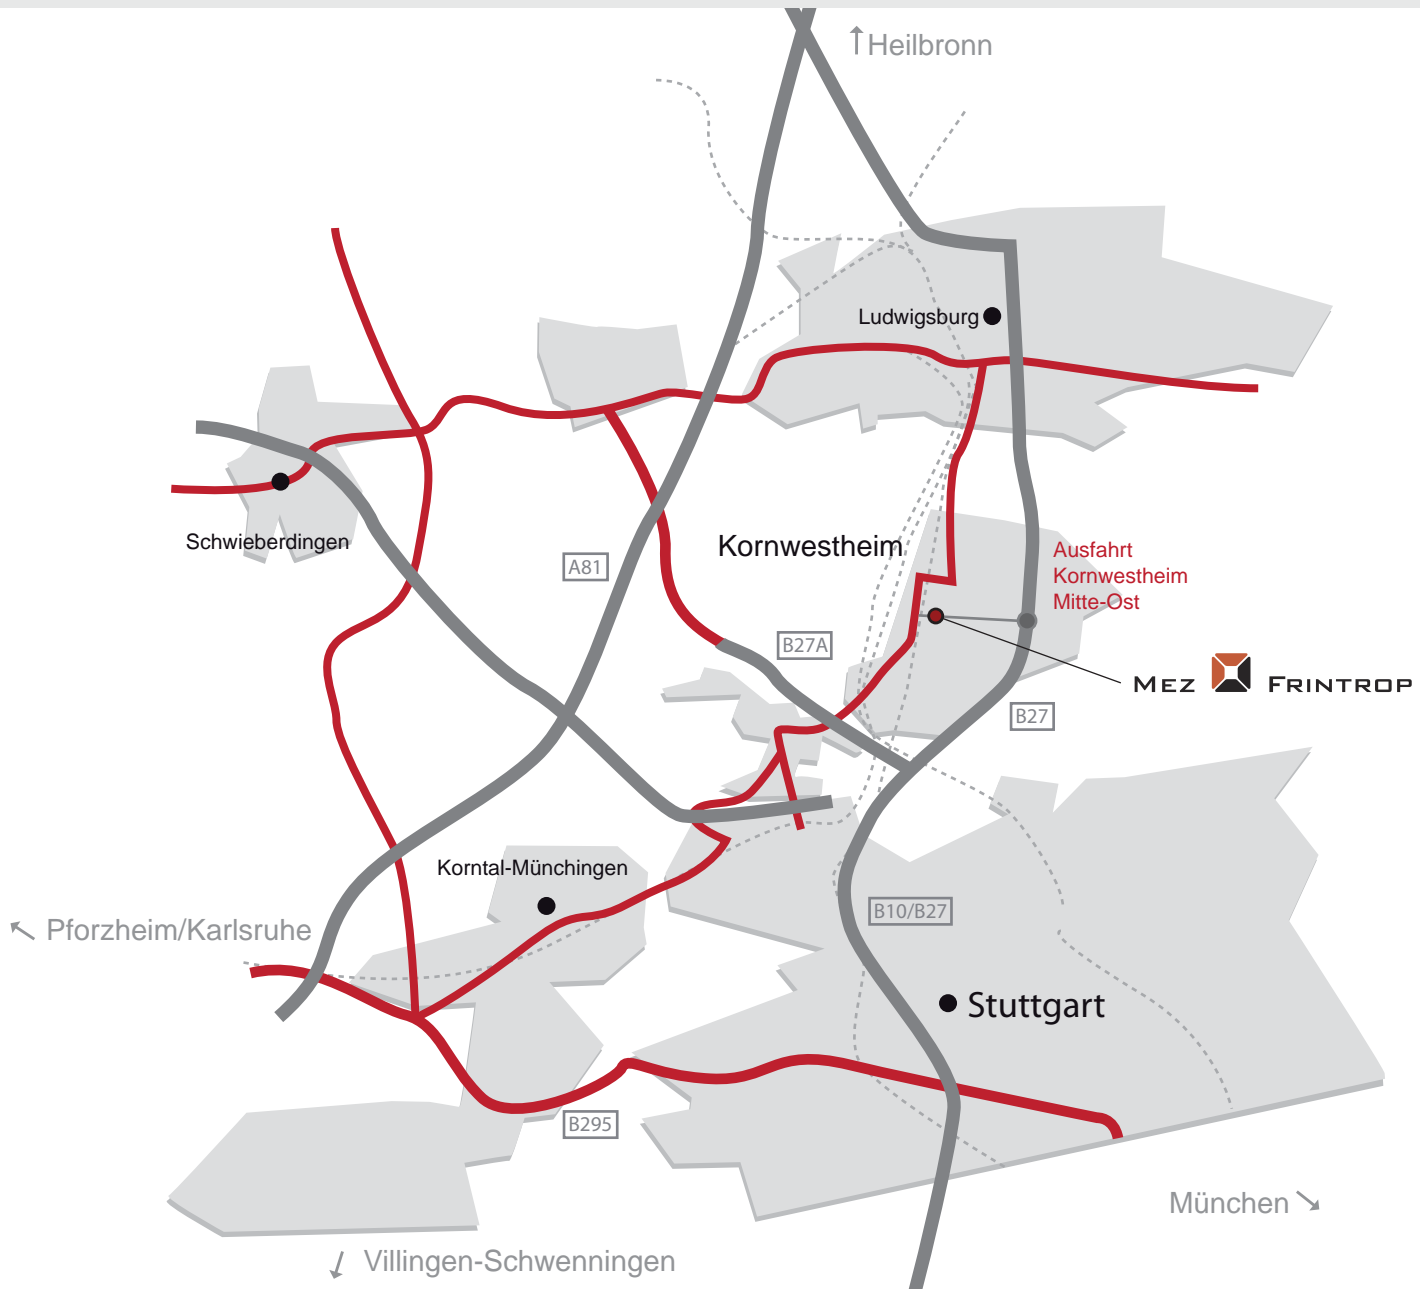 Heilbronn
Ludwigsburg
Schwieberdingen
A81
Kornwestheim
Ausfahrt
Kornwestheim
Mitte-Ost
B27A
MEZ FRINTROP
B27
Korntal-Münchingen
B10/B27
Pforzheim/Karlsruhe
Stuttgart
B295
München
Villingen-Schwenningen